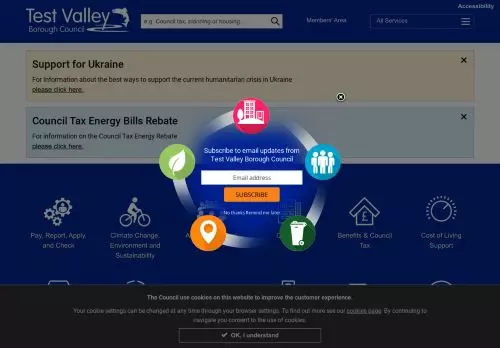 Accessibility
Test Valley
Borough Council
e.g. Council tax, planning or housing...
Members' Area
All Services
Support for Ukraine
For information about the best ways to support the current humanitarian crisis in Ukraine
please click here.
Council Tax Energy Bills Rebate
For information on the Council Tax Energy Rebate
please click here.
Subscribe to email updates from
Test Valley Borough Council
Email address
SUBSCRIBE
No thanks Remind me later
Pay, Report, Apply,
and Check
Climate Change,
Environment and
Sustainability
Benefits & Council
Tax
Cost of Living
Support
The Council use cookies on this website to improve the customer experience.
Your cookie settings can be changed at any time through your browser settings. To find out more see our cookies page. By continuing to
navigate you consent to the use of cookies.
OK, I understand